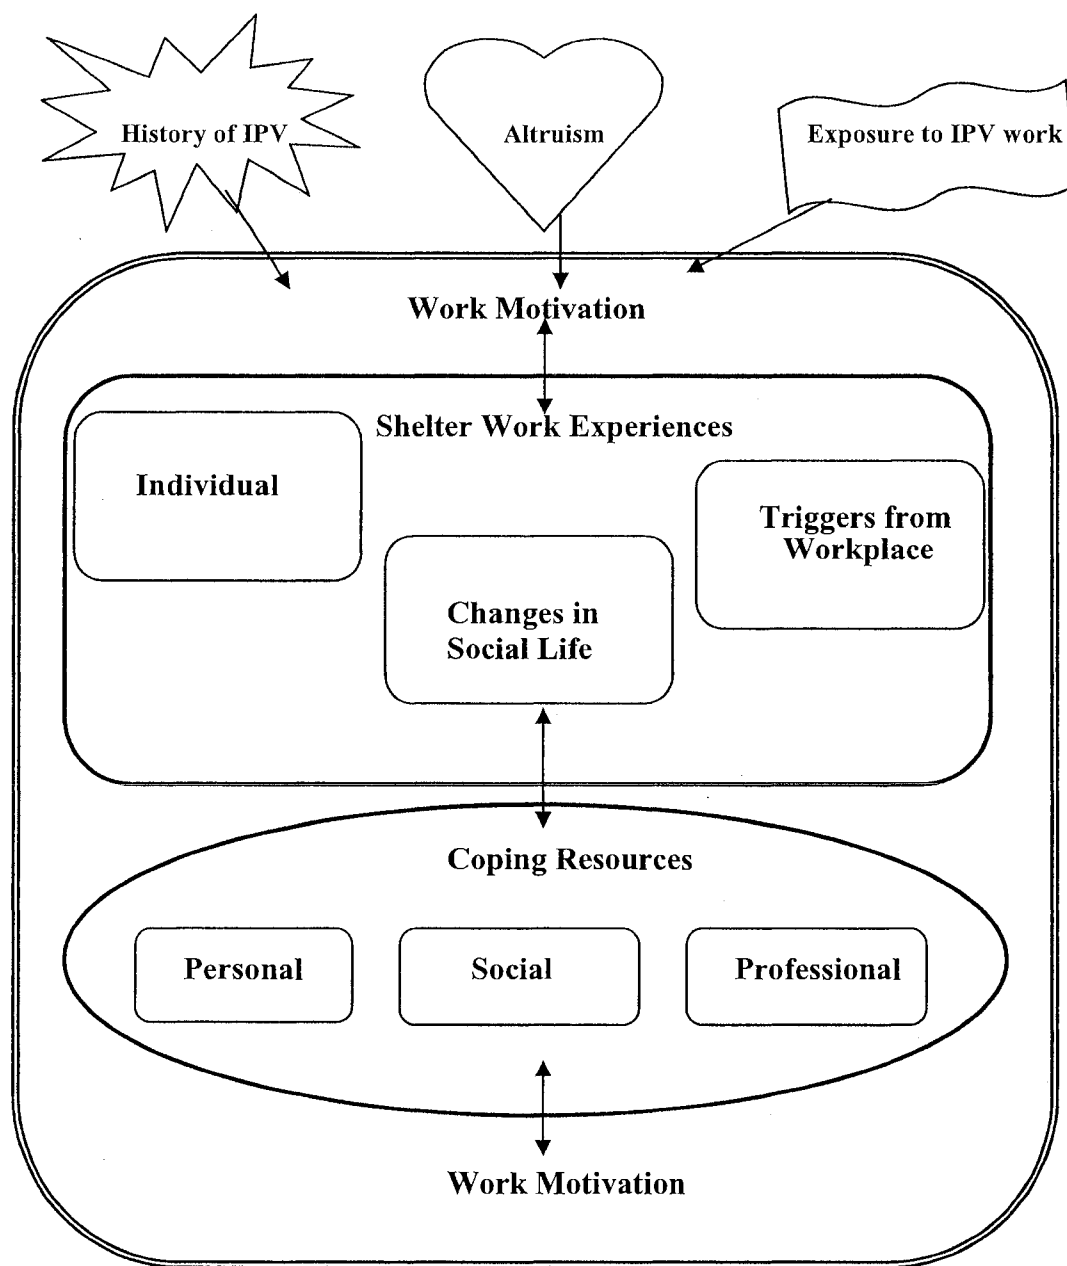 History of IPV
Altruism
Exposure to IPV work
Work Motivation
Shelter Work Experiences
Individual
Triggers from
Workplace
Changes in
Social Life
Coping Resources
Personal
Social
Professional
Work Motivation